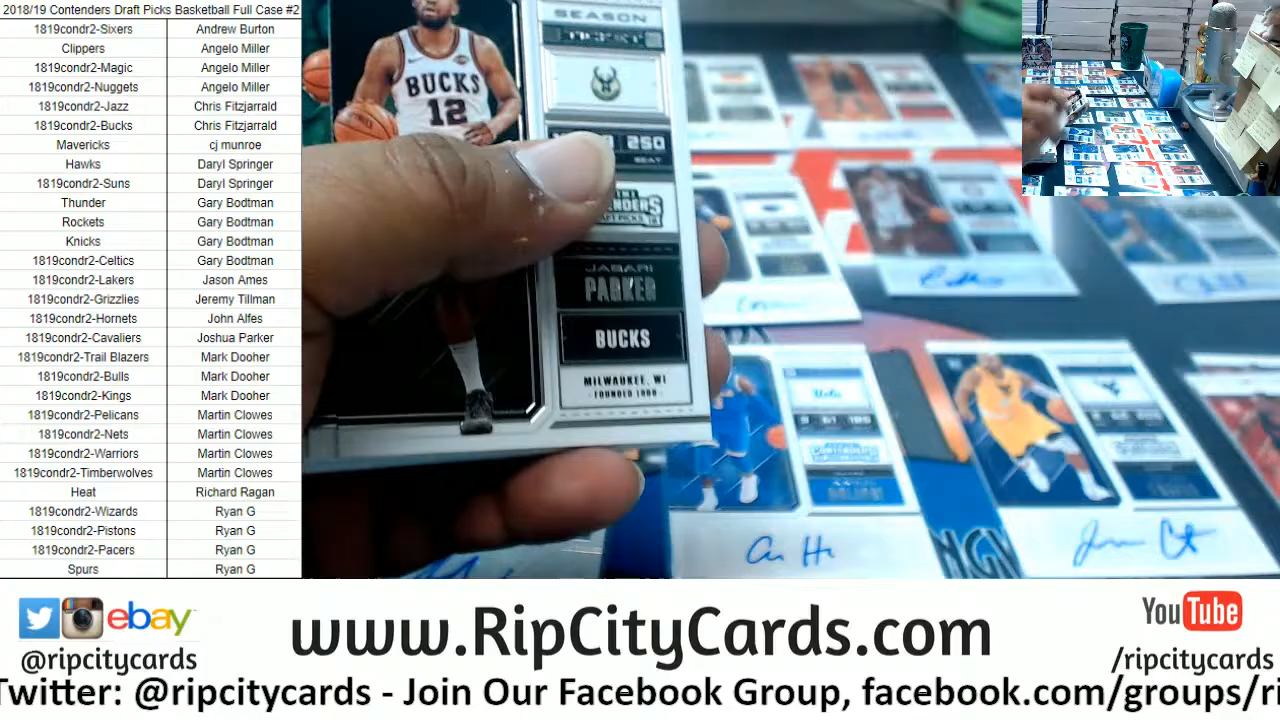 2018/19 Contenders Draft Picks Basketball Full Case #2
1819condr2-Sixers Andrew Burton
Clippers Angelo Miller
1819condr2-Magic Angelo Miller
1819condr2-Nuggets Angelo Miller
1819condr2-Jazz Chris Fitzjarrald
1819condr2-Bucks Chris Fitzjarrald
Mavericks cj munroe
Hawks Daryl Springer
1819condr2-Suns Daryl Springer
Thunder Gary Bodtman
Rockets Gary Bodtman
Knicks Gary Bodtman
1819condr2-Celtics Gary Bodtman
1819condr2-Lakers Jason Ames
1819condr2-Grizzlies Jeremy Tillman
1819condr2-Hornets John Alfes
1819condr2-Cavaliers Joshua Parker
1819condr2-Trail Blazers Mark Dooher
1819condr2-Bulls Mark Dooher
1819condr2-Kings Mark Dooher
1819condr2-Pelicans Martin Clowes
1819condr2-Nets Martin Clowes
1819condr2-Warriors Martin Clowes
1819condr2-Timberwolves Martin Clowes
Heat Richard Ragan
1819condr2-Wizards Ryan G
1819condr2-Pistons Ryan G
1819condr2-Pacers Ryan G
Spurs Ryan G
BUCKS
12
SEASON
TICKET
250
SEAT
JABARI
PARKER
BUCKS
MILWAUKEE, WI
ebay
@ripcitycards
www.RipCityCards.com
YouTube
/ripcitycards
Twitter: @ripcitycards - Join Our Facebook Group, facebook.com/groups/ri